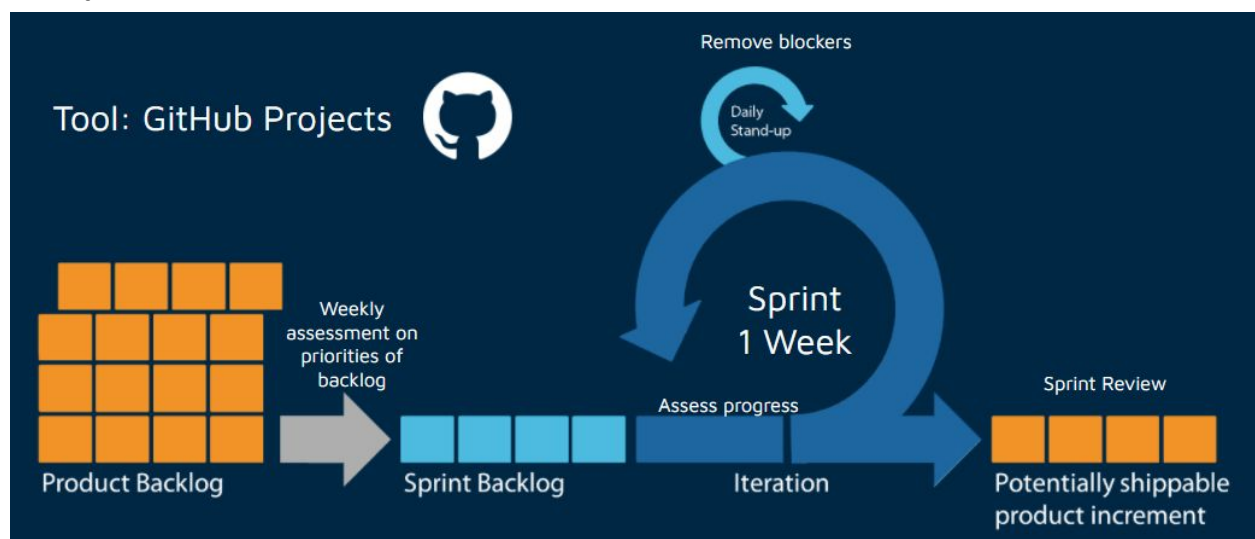 Remove blockers
Tool: GitHub Projects
Daily
Stand-up
Weekly
assessment on
priorities of
backlog
Sprint
1 Week
Assess progress
Sprint Review
Product Backlog
Sprint Backlog
Iteration
Potentially shippable
product increment